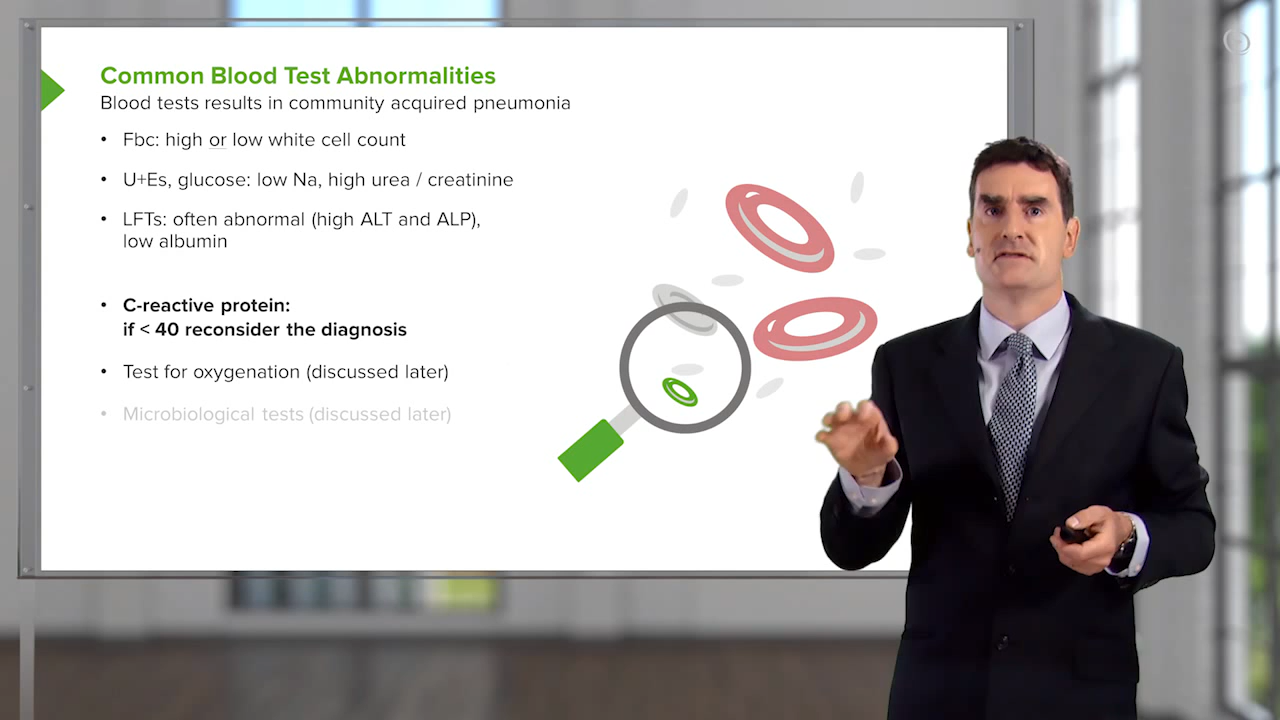 Common Blood Test Abnormalities
Blood tests results in community acquired pneumonia
• Fbc: high or low white cell count
• U+Es, glucose: low Na, high urea / creatinine
• LFTs: often abnormal (high ALT and ALP),
low albumin
• C-reactive protein:
if < 40 reconsider the diagnosis
• Test for oxygenation (discussed later)
• Microbiological tests (discussed later)